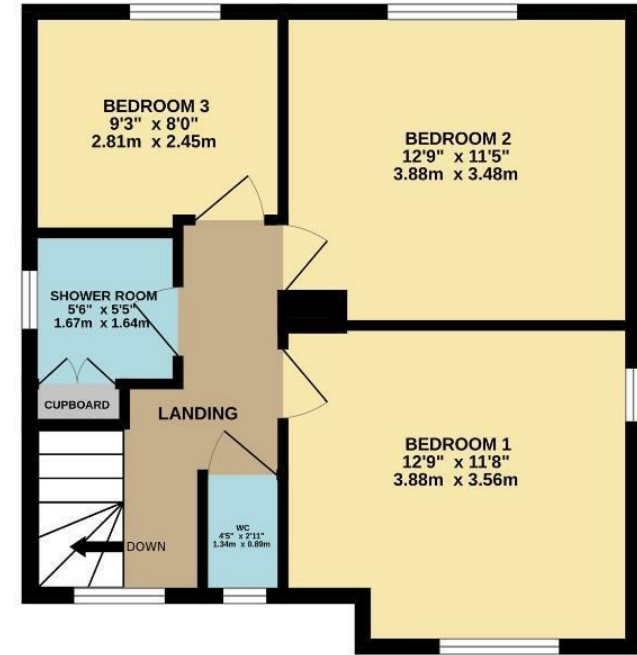 BEDROOM 3
9'3" x 8'0"
2.81m x 2.45m
BEDROOM 2
12'9" x 11'5"
3.88m x 3.48m
SHOWER ROOM
5'6" x 5'5"
1.67m x 1.64m
CUPBOARD
LANDING
BEDROOM 1
12'9" x 11'8"
3.88m x 3.56m
WC
4'5" x 2'11"
1.34m x 0.89m
DOWN